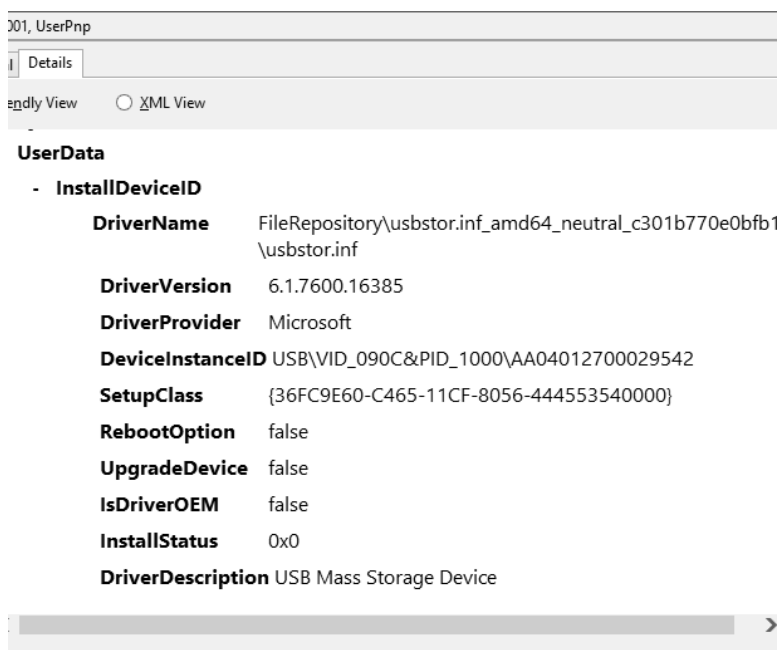 001, UserPnp
Details
endly View XML View
UserData
- InstallDeviceID
DriverName FileRepository\usbstor.inf_amd64_neutral_c301b770e0bfb1
\usbstor.inf
DriverVersion 6.1.7600.16385
DriverProvider Microsoft
DeviceInstanceID USB\VID_090C&PID_1000\AA04012700029542
SetupClass {36FC9E60-C465-11CF-8056-444553540000}
RebootOption false
UpgradeDevice false
IsDriverOEM false
InstallStatus 0x0
DriverDescription USB Mass Storage Device